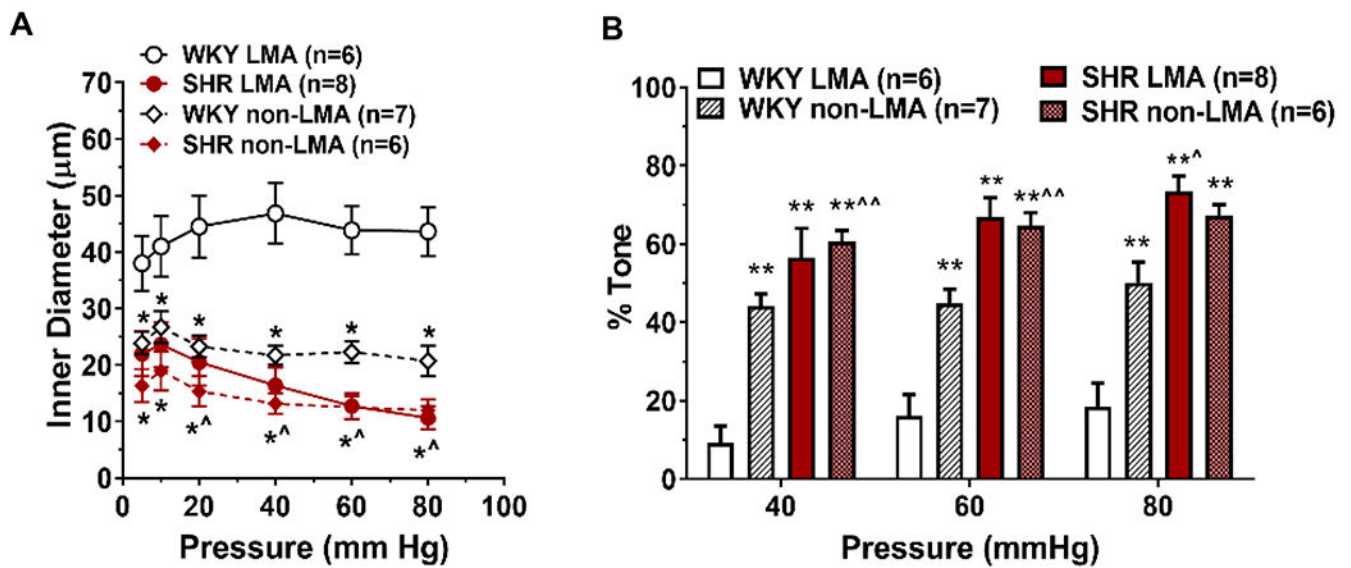 A
WKY LMA (n=6)
SHR LMA (n=8)
WKY non-LMA (n=7)
SHR non-LMA (n=6)
70
60
50
40
30
20
10
0
Inner Diameter (µm)
* * * * * *
* * *^ *^ *^ *^
0 20 40 60 80 100
Pressure (mm Hg)
B
WKY LMA (n=6)
WKY non-LMA (n=7)
SHR LMA (n=8)
SHR non-LMA (n=6)
100
80
60
40
20
0
% Tone
** ** **^^
** ** **^^
** **^ **
40 60 80
Pressure (mmHg)